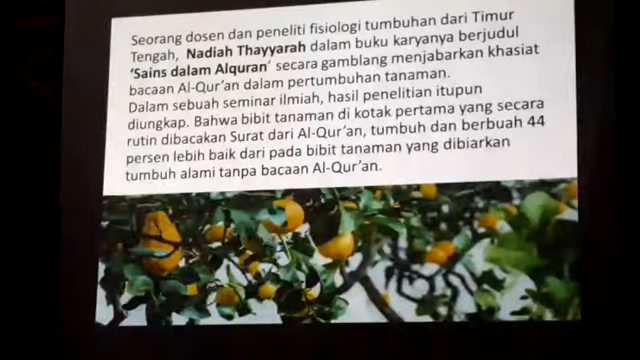 Seorang dosen dan peneliti fisiologi tumbuhan dari Timur
Tengah, Nadiah Thayyarah dalam buku karyanya berjudul
'Sains dalam Alquran' secara gamblang menjabarkan khasiat
bacaan Al-Qur'an dalam pertumbuhan tanaman.
Dalam sebuah seminar ilmiah, hasil penelitian itupun
diungkap. Bahwa bibit tanaman di kotak pertama yang secara
rutin dibacakan Surat dari Al-Qur'an, tumbuh dan berbuah 44
persen lebih baik dari pada bibit tanaman yang dibiarkan
tumbuh alami tanpa bacaan Al-Qur'an.